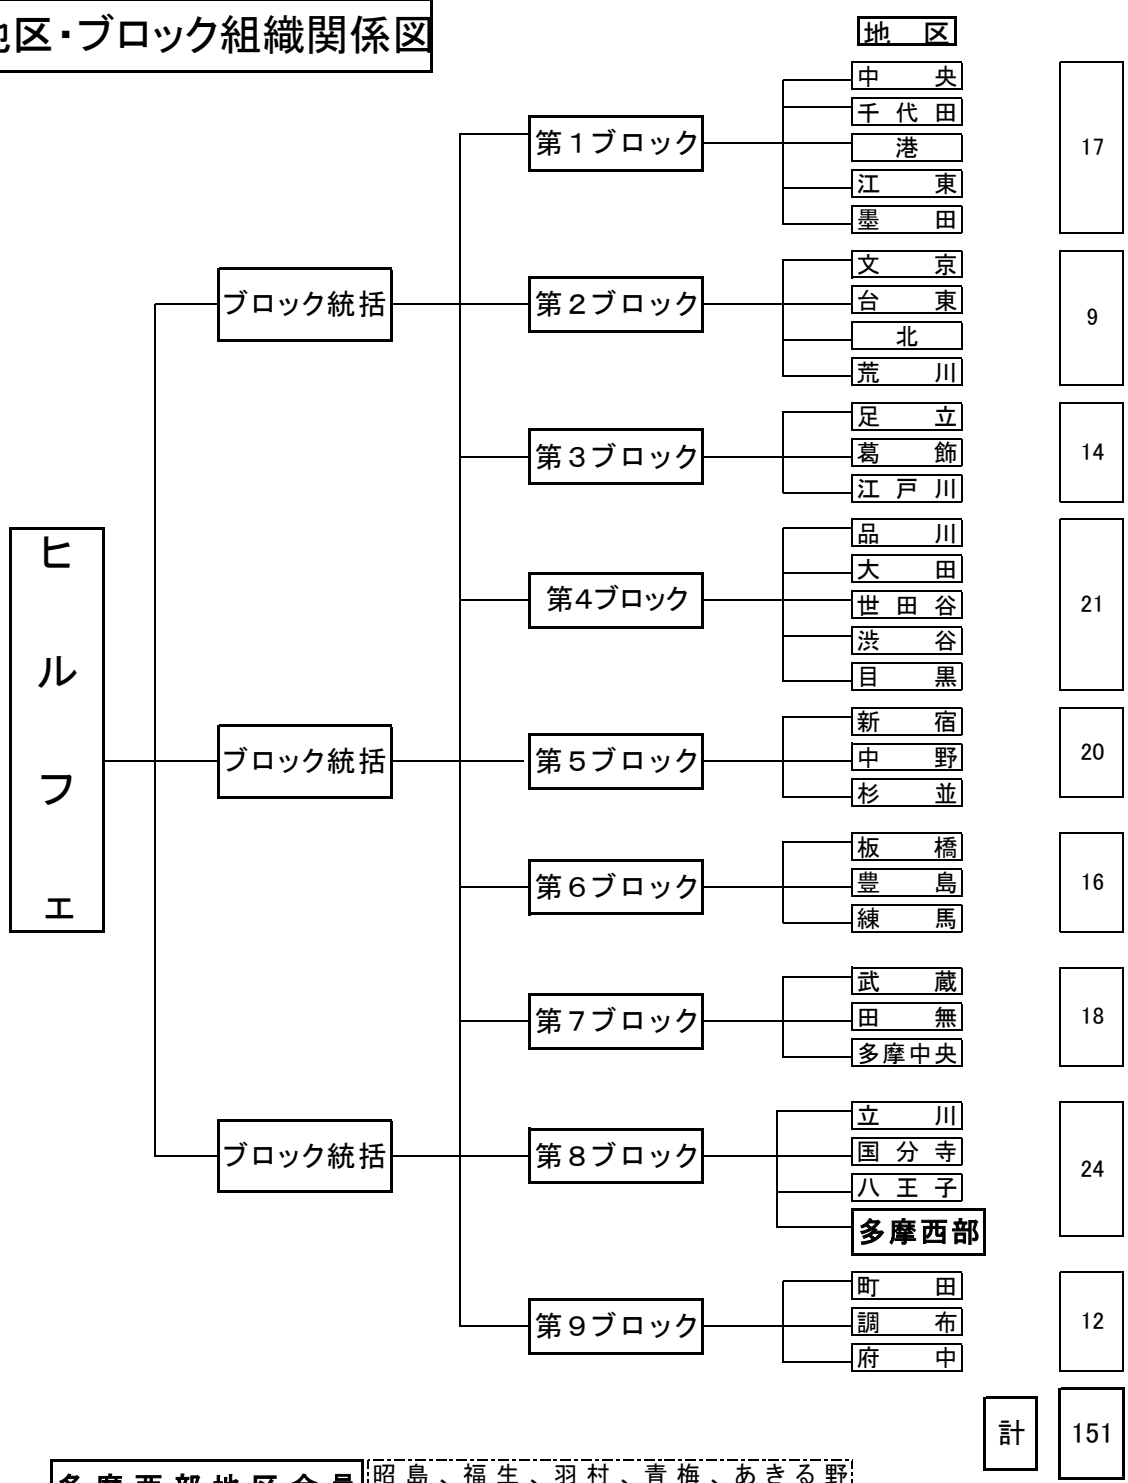 地区・ブロック組織関係図
地 区
ヒルフェ
ブロック統括
ブロック統括
ブロック統括
第１ブロック
中 央
千 代 田
港
江 東
墨 田
17
第２ブロック
文 京
台 東
北
荒 川
9
第３ブロック
足 立
葛 飾
江 戸 川
14
第4ブロック
品 川
大 田
世 田 谷
渋 谷
目 黒
21
第５ブロック
新 宿
中 野
杉 並
20
第６ブロック
板 橋
豊 島
練 馬
16
第７ブロック
武 蔵
田 無
多摩中央
18
第８ブロック
立 川
国 分 寺
八 王 子
多摩西部
24
第９ブロック
町 田
調 布
府 中
12
計 151
多摩西部地区会員
昭島、福生、羽村、青梅、あきる野